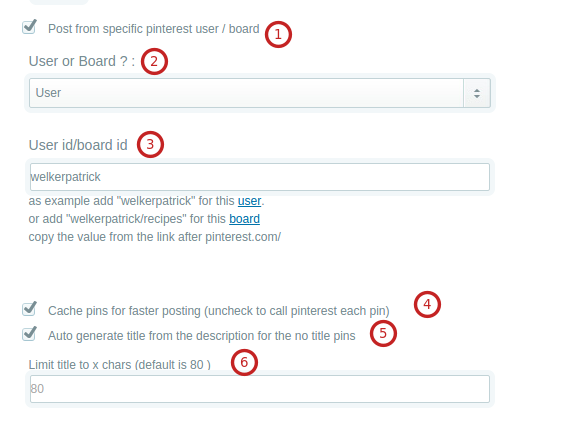 Post from specific pinterest user / board 1
User or Board ? : 2
User
User id/board id 3
welkerpatrick
as example add "welkerpatrick" for this user.
or add "welkerpatrick/recipes" for this board
copy the value from the link after pinterest.com/
Cache pins for faster posting (uncheck to call pinterest each pin) 4
Auto generate title from the description for the no title pins 5
Limit title to x chars (default is 80 ) 6
80